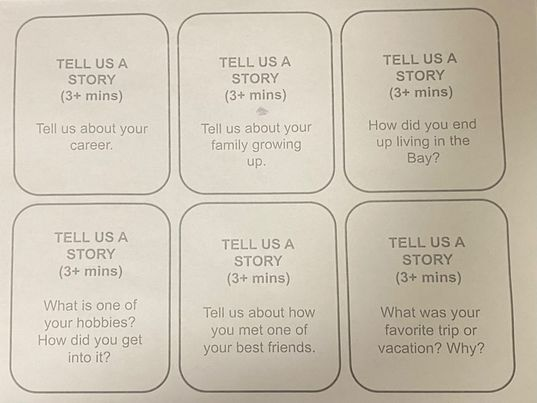 TELL US A
STORY
(3+ mins)
Tell us about your
career.
TELL US A
STORY
(3+ mins)
Tell us about your
family growing
up.
TELL US A
STORY
(3+ mins)
How did you end
up living in the
Bay?
TELL US A
STORY
(3+ mins)
What is one of
your hobbies?
How did you get
into it?
TELL US A
STORY
(3+ mins)
Tell us about how
you met one of
your best friends.
TELL US A
STORY
(3+ mins)
What was your
favorite trip or
vacation? Why?